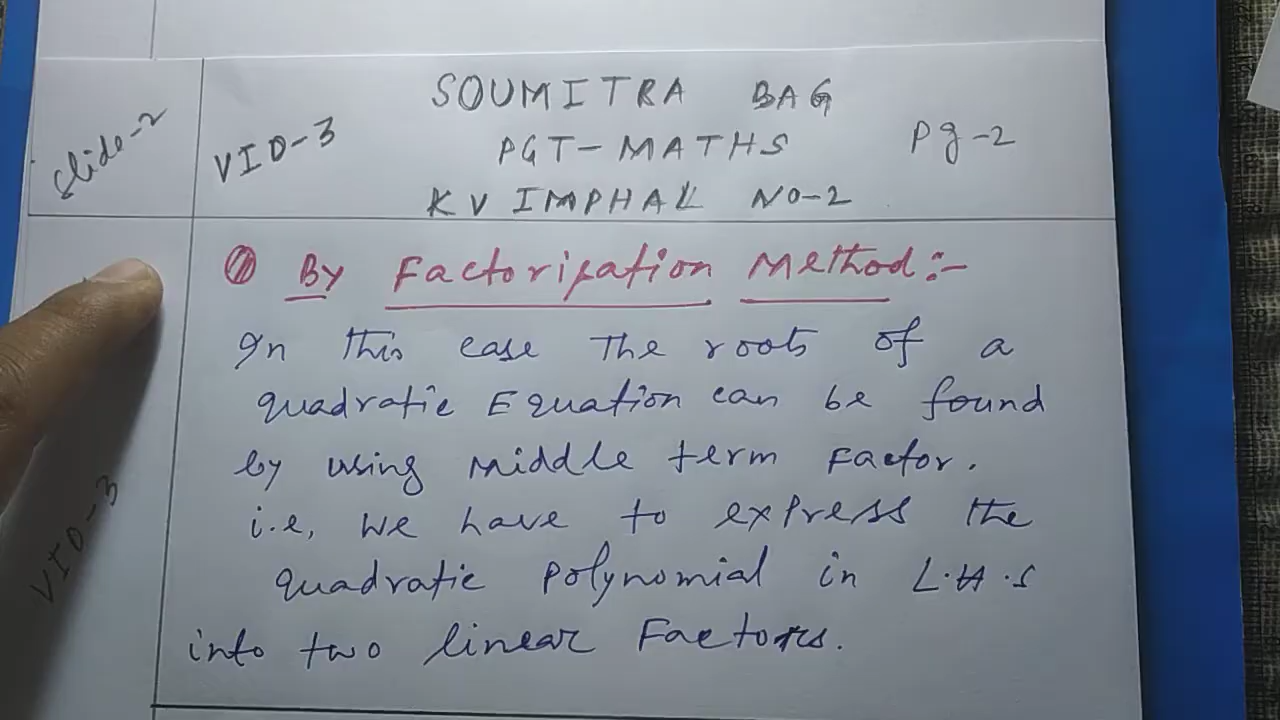 Slide-2
VID-3
SOUMITRA BAG
PGT-MATHS
KV IMPHAL NO-2
Pg-2
By Factorisation Method:-
In this case the roots of a
quadratic Equation can be found
by using Middle term Factor.
i.e, we have to express the
quadratic Polynomial in L.H.S
into two linear Factors.
VID-3